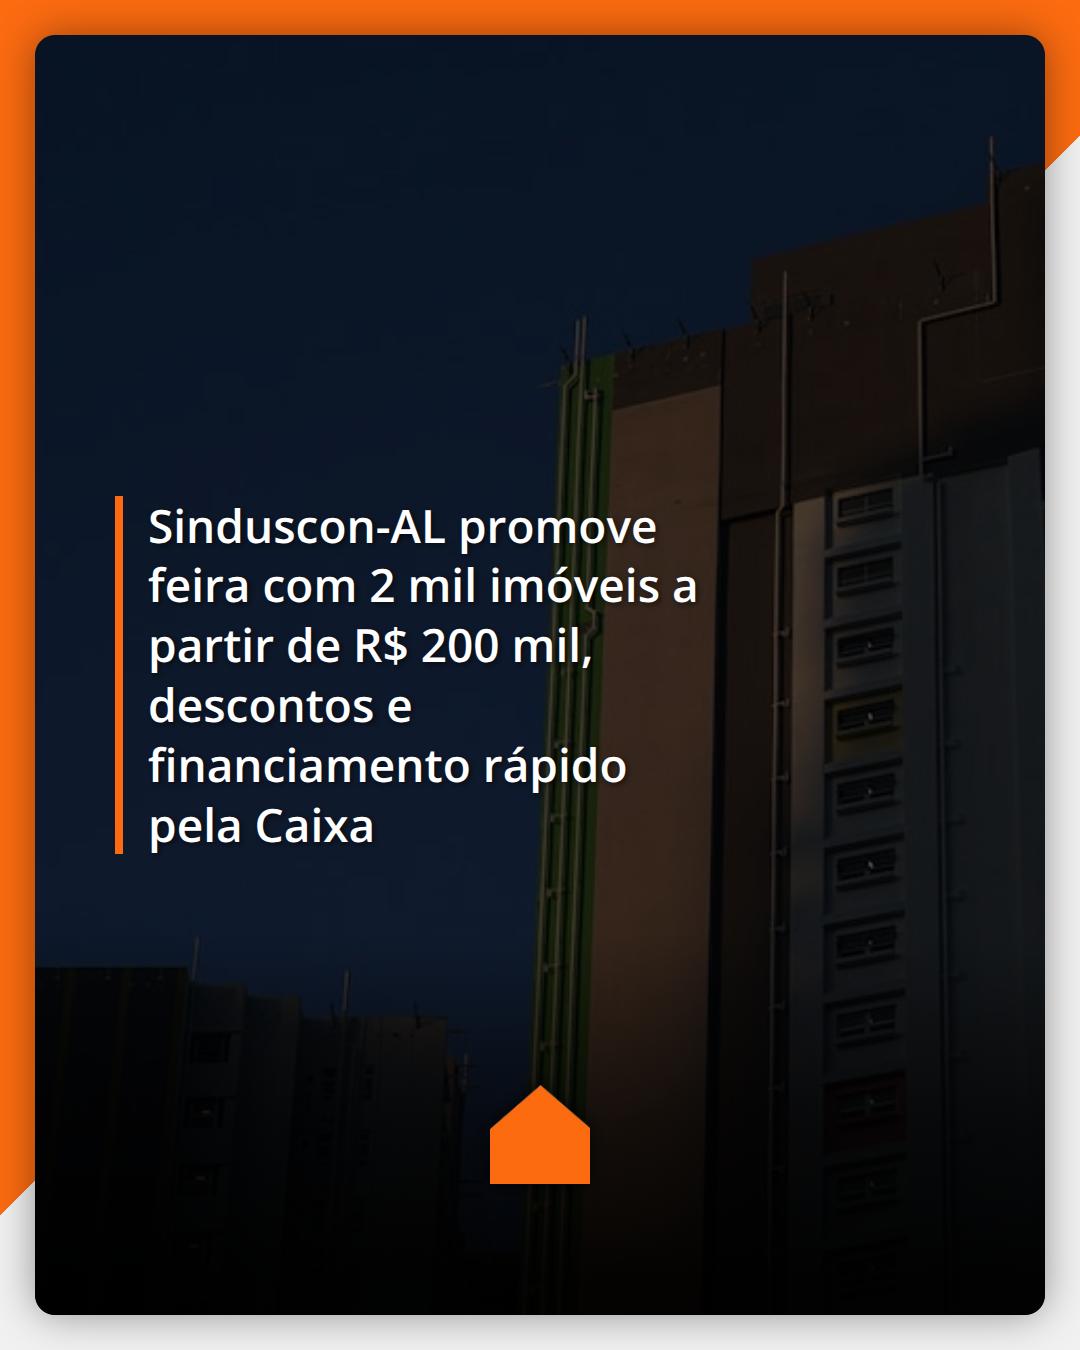 Sinduscon-AL promove
feira com 2 mil imóveis a
partir de R$ 200 mil,
descontos e
financiamento rápido
pela Caixa